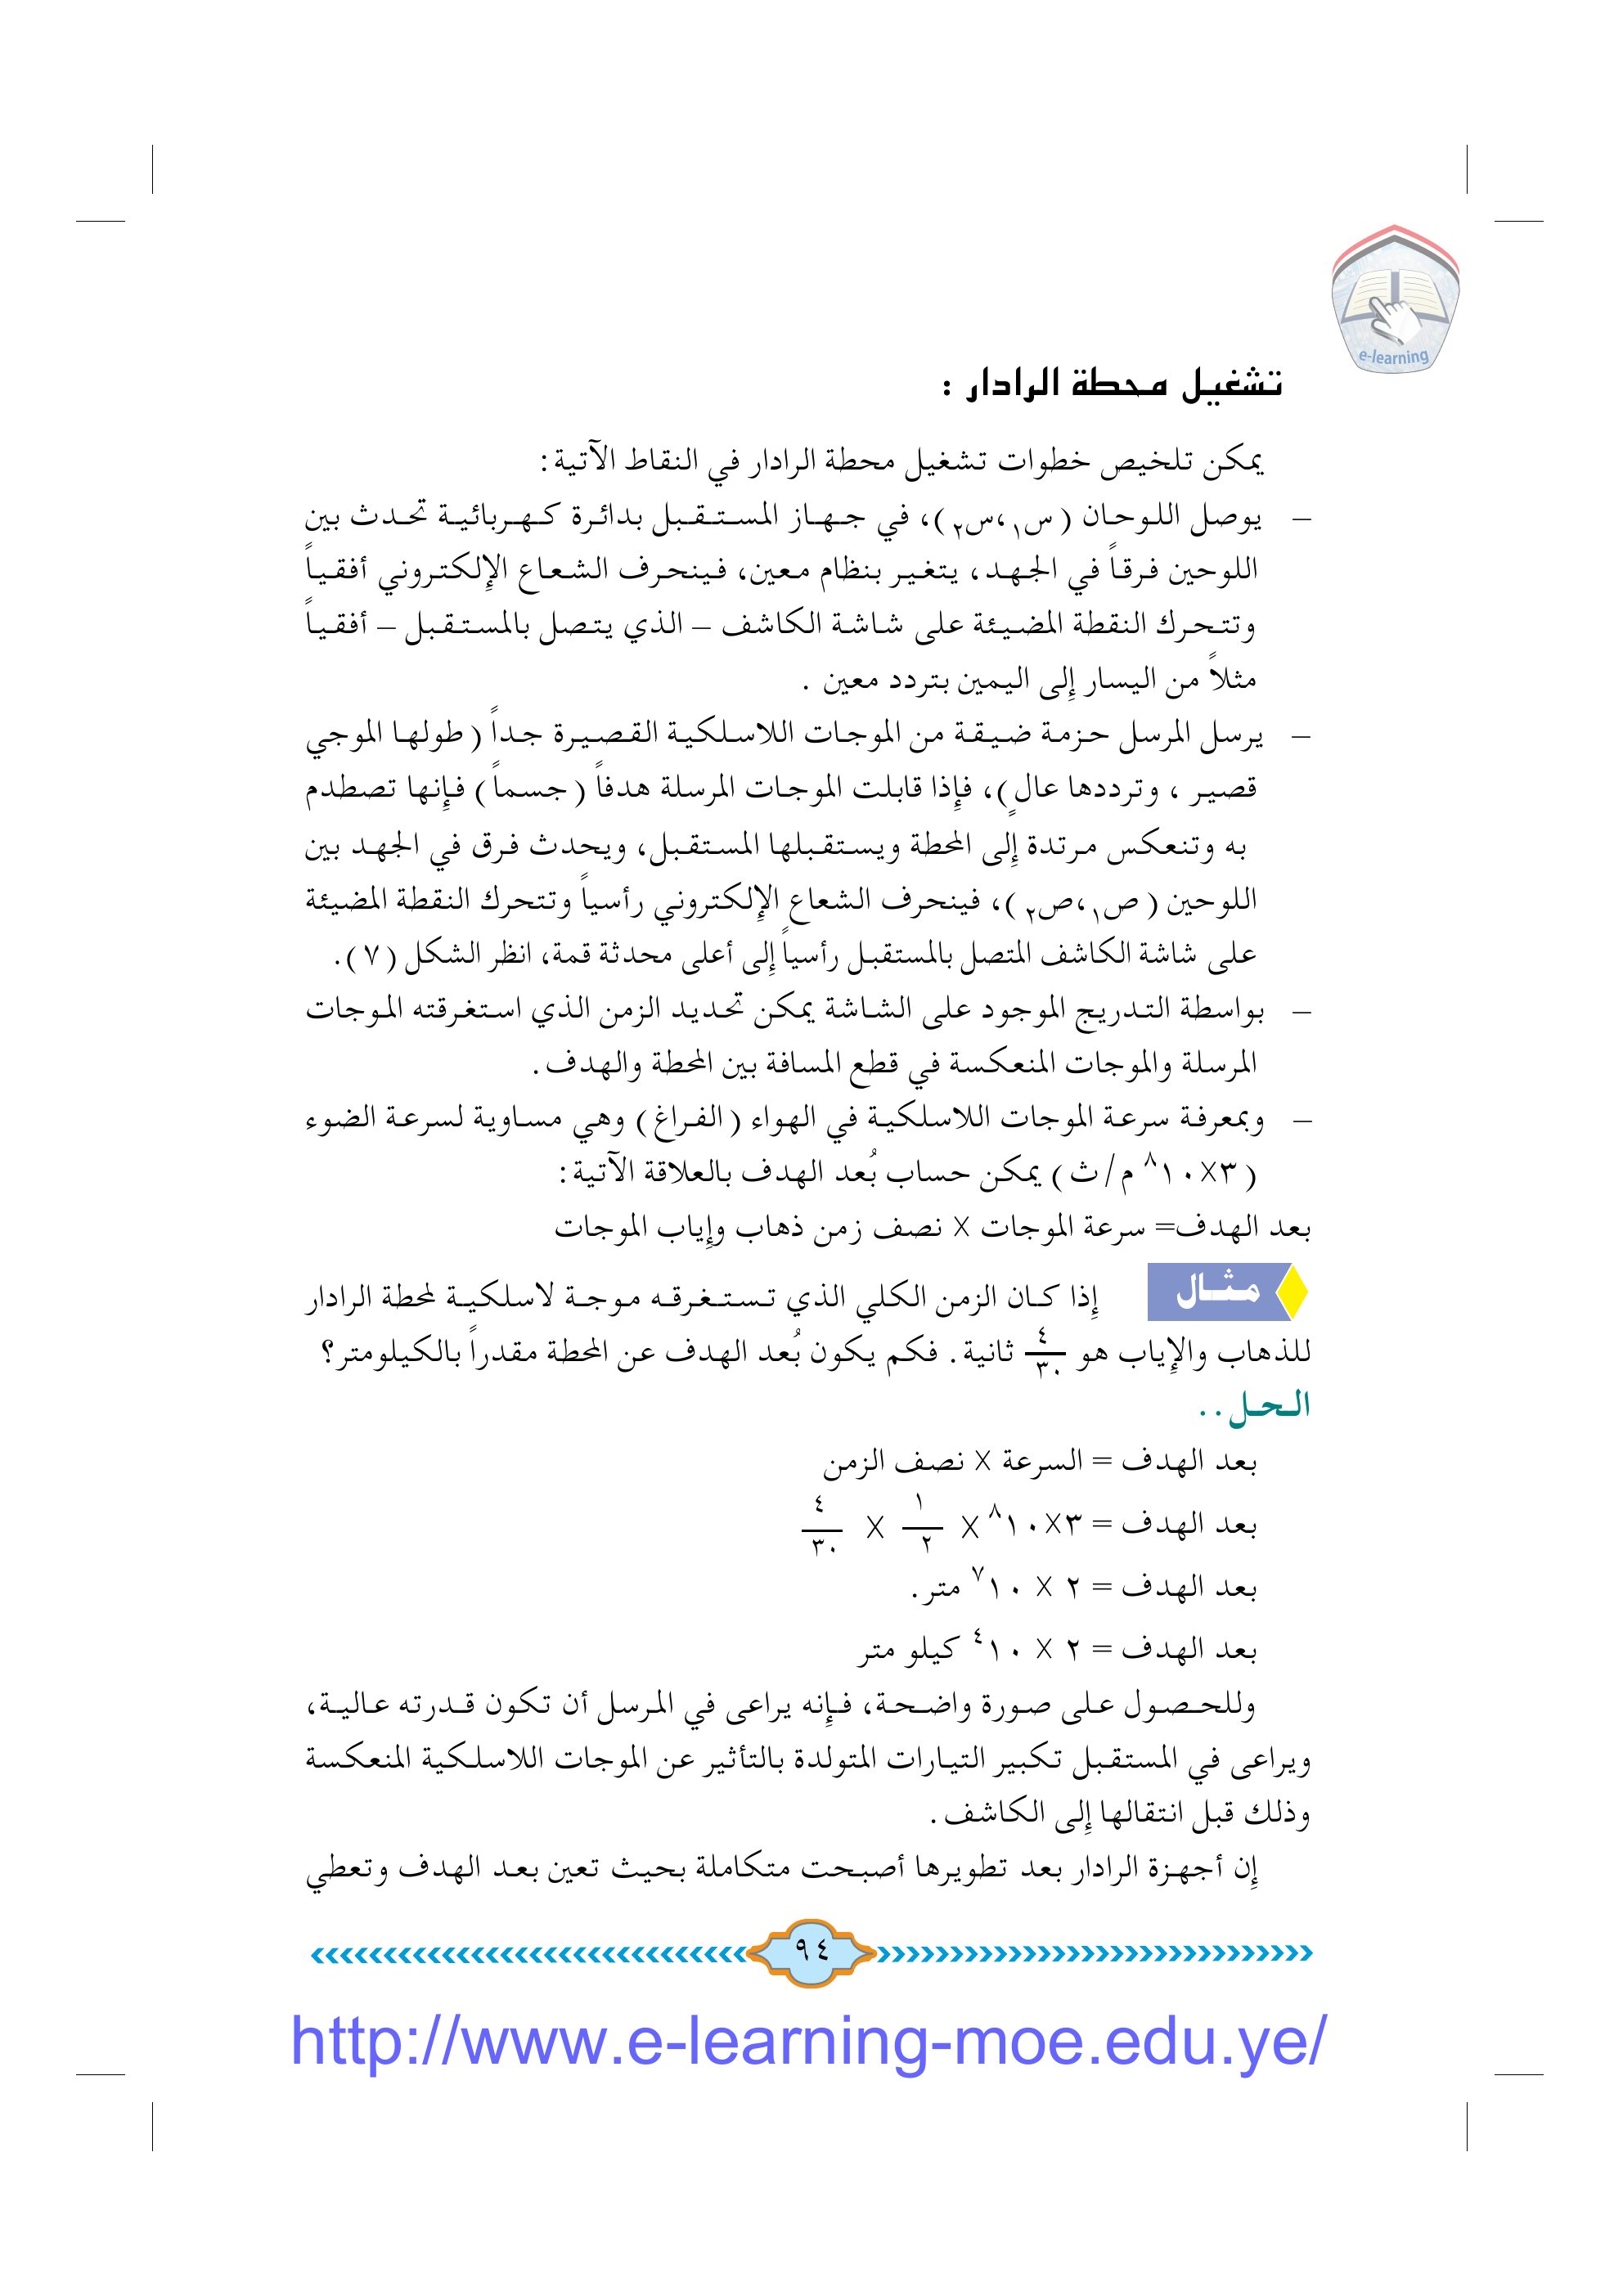 e-learning
تشغيل محطة الرادار :
يمكن تلخيص خطوات تشغيل محطة الرادار في النقاط الآتية:
– يوصل اللوحان ( س١،س٢ )، في جهاز المستقبل بدائرة كهربائية تحدث بين
اللوحين فرقاً في الجهد، يتغير بنظام معين، فينحرف الشعاع الإلكتروني أفقياً
وتتحرك النقطة المضيئة على شاشة الكاشف – الذي يتصل بالمستقبل – أفقياً
مثلاً من اليسار إلى اليمين بتردد معين .
– يرسل المرسل حزمة ضيقة من الموجات اللاسلكية القصيرة جداً ( طولها الموجي
قصير ، وترددها عالٍ )، فإذا قابلت الموجات المرسلة هدفاً ( جسماً ) فإنها تصطدم
به وتنعكس مرتدة إلى المحطة ويستقبلها المستقبل، ويحدث فرق في الجهد بين
اللوحين ( ص١،ص٢ )، فينحرف الشعاع الإلكتروني رأسياً وتتحرك النقطة المضيئة
على شاشة الكاشف المتصل بالمستقبل رأسياً إلى أعلى محدثة قمة، انظر الشكل ( ٧ ).
– بواسطة التدريج الموجود على الشاشة يمكن تحديد الزمن الذي استغرقته الموجات
المرسلة والموجات المنعكسة في قطع المسافة بين المحطة والهدف.
– وبمعرفة سرعة الموجات اللاسلكية في الهواء ( الفراغ ) وهي مساوية لسرعة الضوء
( ٣×١٠^٨ م/ث ) يمكن حساب بُعد الهدف بالعلاقة الآتية:
بعد الهدف= سرعة الموجات × نصف زمن ذهاب وإياب الموجات
مثال إذا كان الزمن الكلي الذي تستغرقه موجة لاسلكية لمحطة الرادار
للذهاب والإياب هو ٤/٣٠ ثانية. فكم يكون بُعد الهدف عن المحطة مقدراً بالكيلومتر؟
الحل..
بعد الهدف = السرعة × نصف الزمن
بعد الهدف = ٣×١٠^٨ × ١/٢ × ٤/٣٠
بعد الهدف = ٢ × ١٠^٧ متر.
بعد الهدف = ٢ × ١٠^٤ كيلو متر
وللحصول على صورة واضحة، فإنه يراعى في المرسل أن تكون قدرته عالية،
ويراعى في المستقبل تكبير التيارات المتولدة بالتأثير عن الموجات اللاسلكية المنعكسة
وذلك قبل انتقالها إلى الكاشف.
إن أجهزة الرادار بعد تطويرها أصبحت متكاملة بحيث تعين بعد الهدف وتعطي
٩٤
http://www.e-learning-moe.edu.ye/